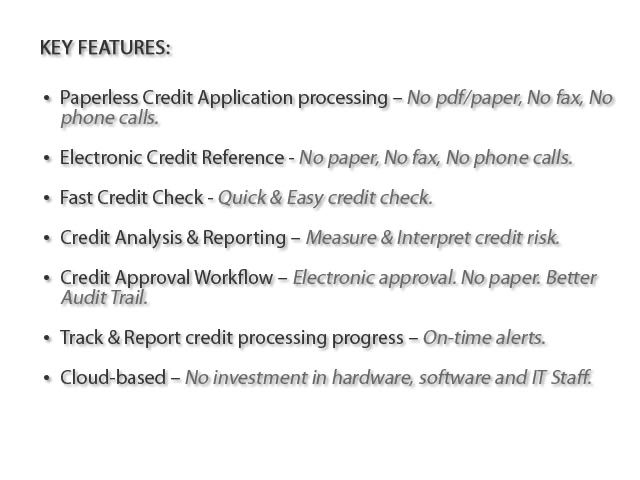 KEY FEATURES:
• Paperless Credit Application processing – No pdf/paper, No fax, No
phone calls.
• Electronic Credit Reference - No paper, No fax, No phone calls.
• Fast Credit Check - Quick & Easy credit check.
• Credit Analysis & Reporting – Measure & Interpret credit risk.
• Credit Approval Workflow – Electronic approval. No paper. Better
Audit Trail.
• Track & Report credit processing progress – On-time alerts.
• Cloud-based – No investment in hardware, software and IT Staff.